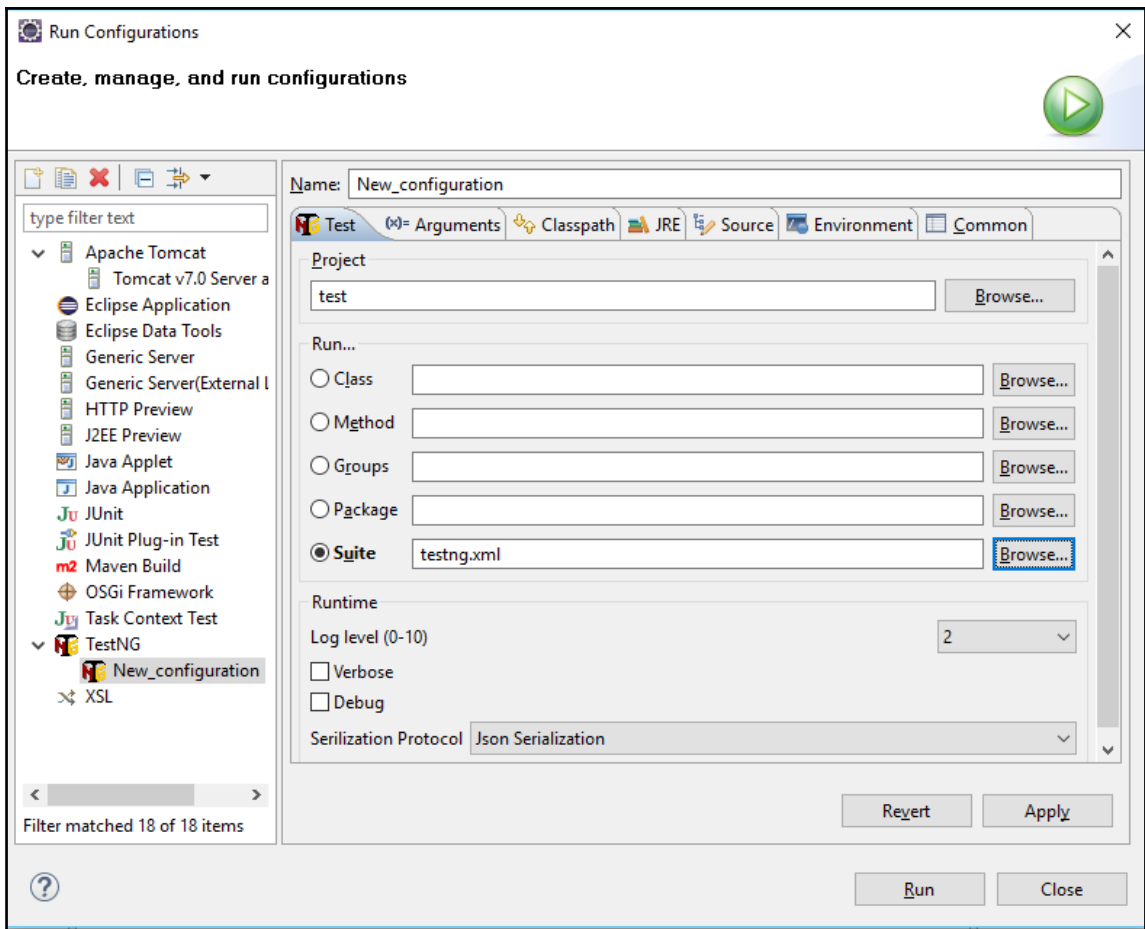 Run Configurations
Create, manage, and run configurations
type filter text
Apache Tomcat
Tomcat v7.0 Server a
Eclipse Application
Eclipse Data Tools
Generic Server
Generic Server(External L
HTTP Preview
J2EE Preview
Java Applet
Java Application
JUnit
JUnit Plug-in Test
m2 Maven Build
OSGi Framework
Task Context Test
TestNG
New_configuration
XSL
Filter matched 18 of 18 items
Name: New_configuration
Test (x)= Arguments Classpath JRE Source Environment Common
Project
test Browse...
Run...
Class Browse...
Method Browse...
Groups Browse...
Package Browse...
Suite testng.xml Browse...
Runtime
Log level (0-10) 2
Verbose
Debug
Serilization Protocol Json Serialization
Revert Apply
Run Close